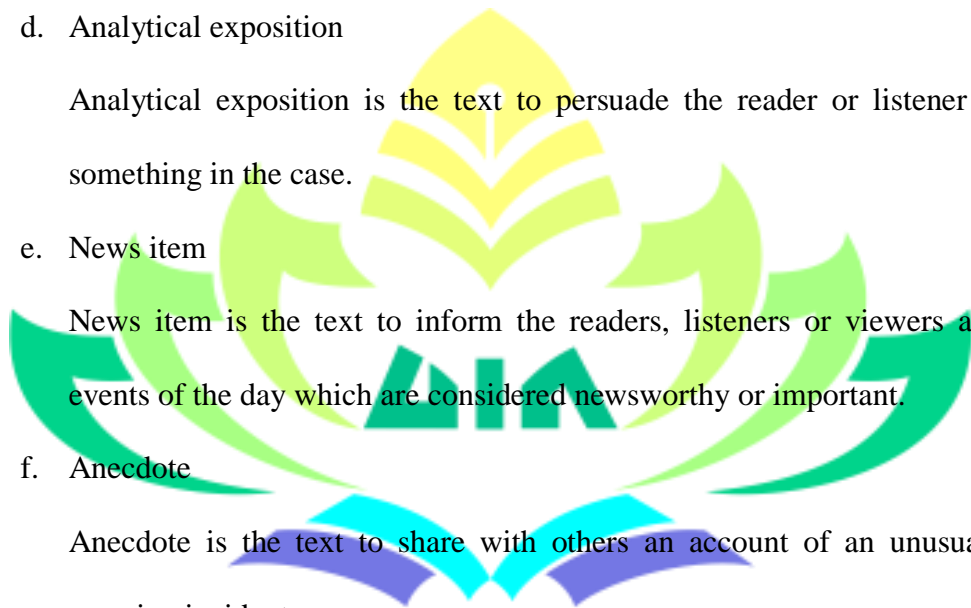 d. Analytical exposition
Analytical exposition is the text to persuade the reader or listener
something in the case.
e. News item
News item is the text to inform the readers, listeners or viewers
events of the day which are considered newsworthy or important.
f. Anecdote
Anecdote is the text to share with others an account of an